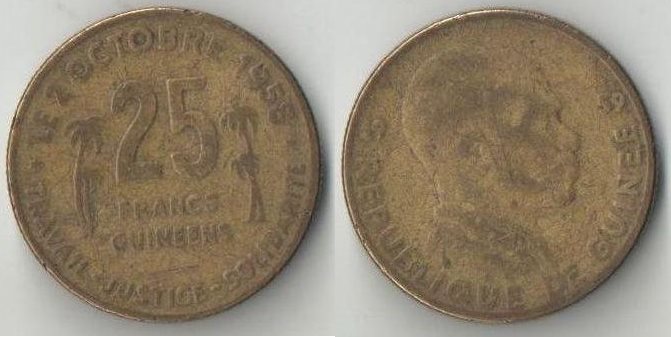 LE 2 OCTOBRE 1958
25
FRANCS
GUINEENS
TRAVAIL-JUSTICE-SOLIDARITE
REPUBLIQUE DE GUINEE